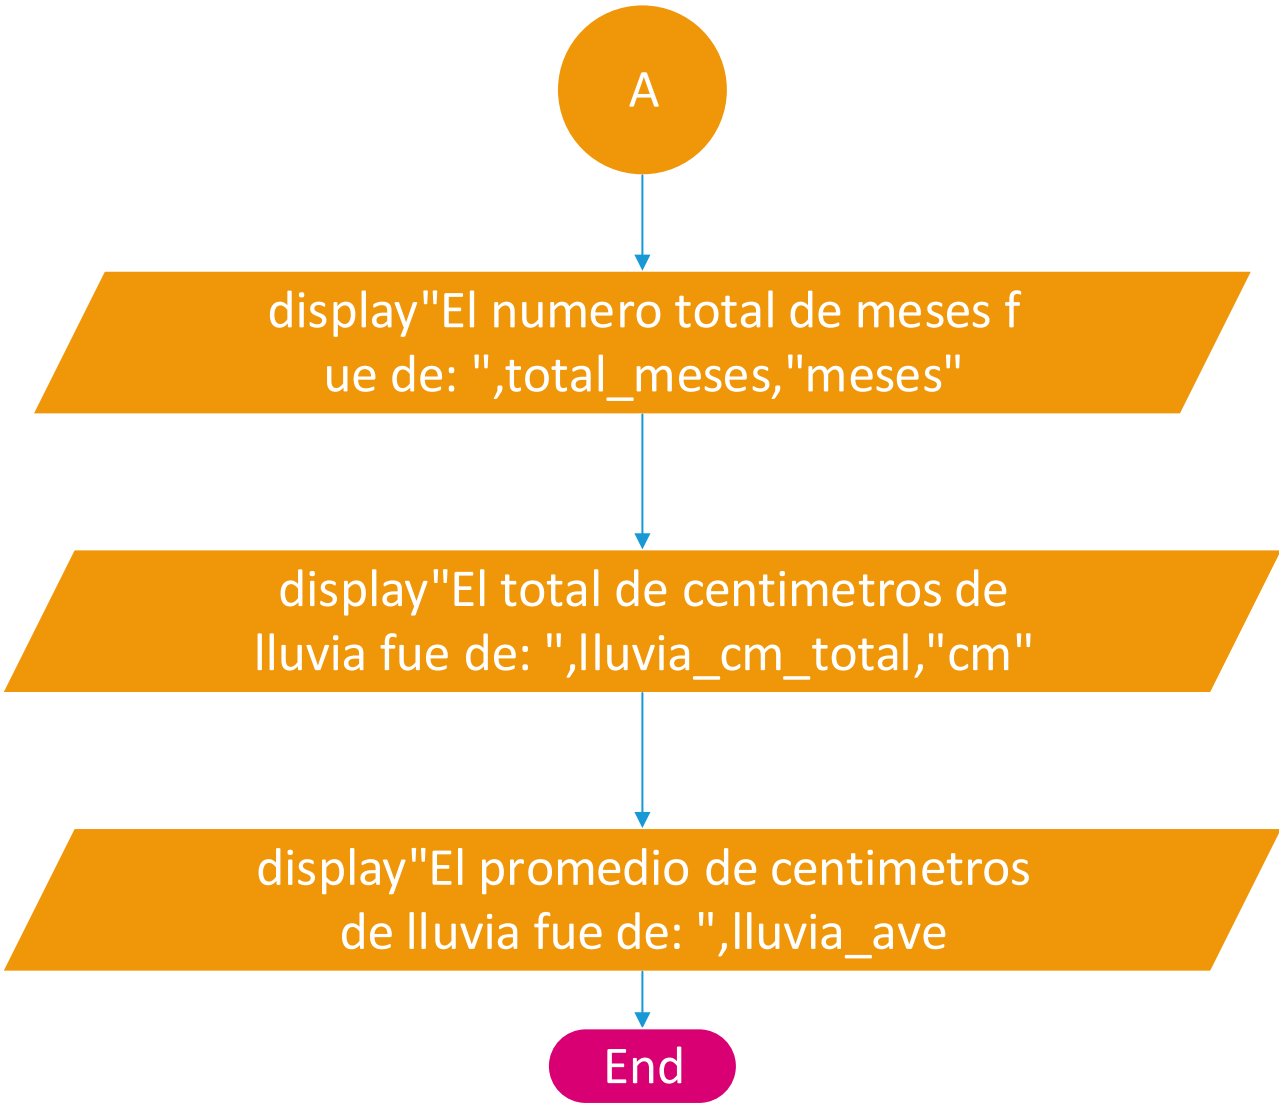 A
display"El numero total de meses f
ue de: ",total_meses,"meses"
display"El total de centimetros de
lluvia fue de: ",lluvia_cm_total,"cm"
display"El promedio de centimetros
de lluvia fue de: ",lluvia_ave
End